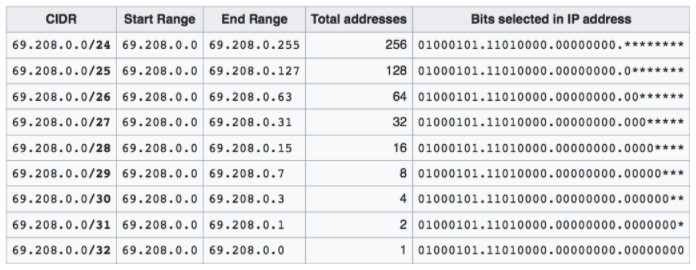 CIDR Start Range End Range Total addresses Bits selected in IP address
69.208.0.0/24 69.208.0.0 69.208.0.255 256 01000101.11010000.00000000.********
69.208.0.0/25 69.208.0.0 69.208.0.127 128 01000101.11010000.00000000.0*******
69.208.0.0/26 69.208.0.0 69.208.0.63 64 01000101.11010000.00000000.00******
69.208.0.0/27 69.208.0.0 69.208.0.31 32 01000101.11010000.00000000.000*****
69.208.0.0/28 69.208.0.0 69.208.0.15 16 01000101.11010000.00000000.0000****
69.208.0.0/29 69.208.0.0 69.208.0.7 8 01000101.11010000.00000000.00000***
69.208.0.0/30 69.208.0.0 69.208.0.3 4 01000101.11010000.00000000.000000**
69.208.0.0/31 69.208.0.0 69.208.0.1 2 01000101.11010000.00000000.0000000*
69.208.0.0/32 69.208.0.0 69.208.0.0 1 01000101.11010000.00000000.00000000